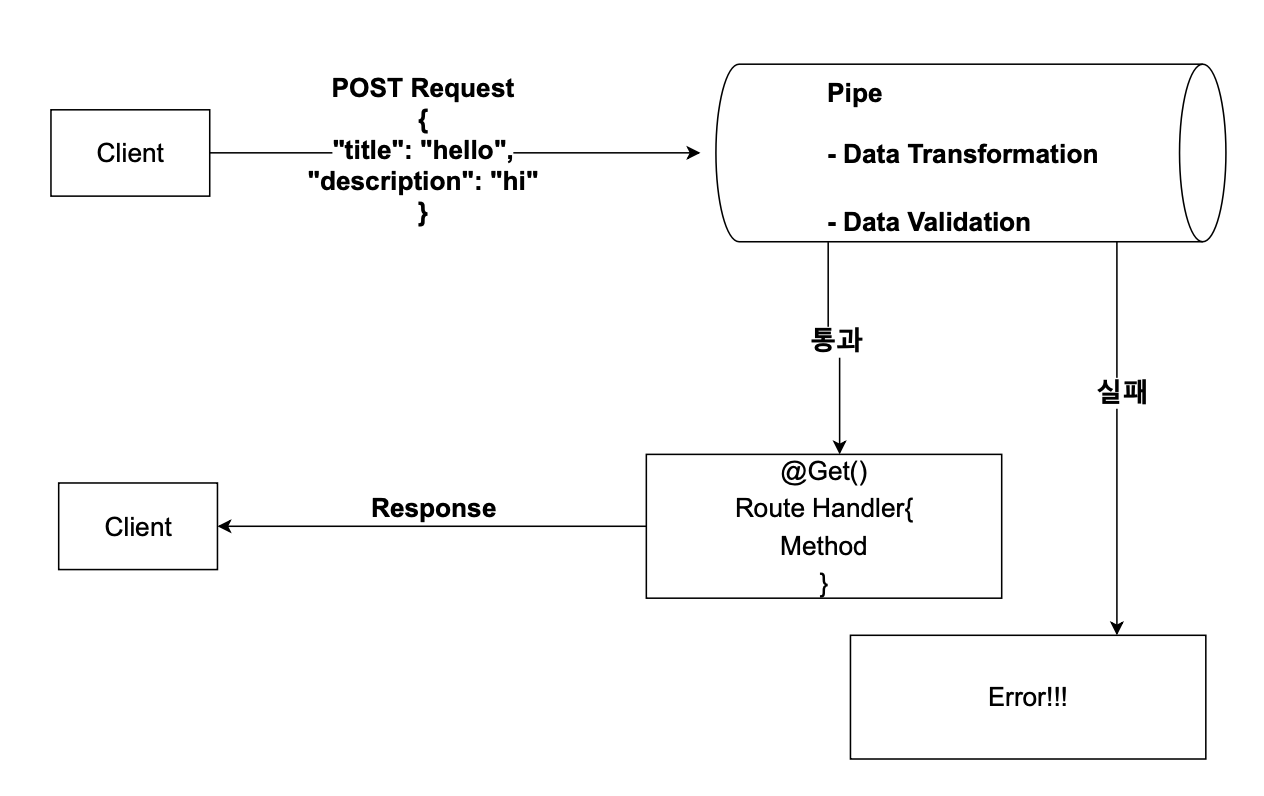 Client
POST Request
{
"title": "hello",
"description": "hi"
}
Pipe
- Data Transformation
- Data Validation
통과
실패
@Get()
Route Handler{
Method
}
Response
Client
Error!!!